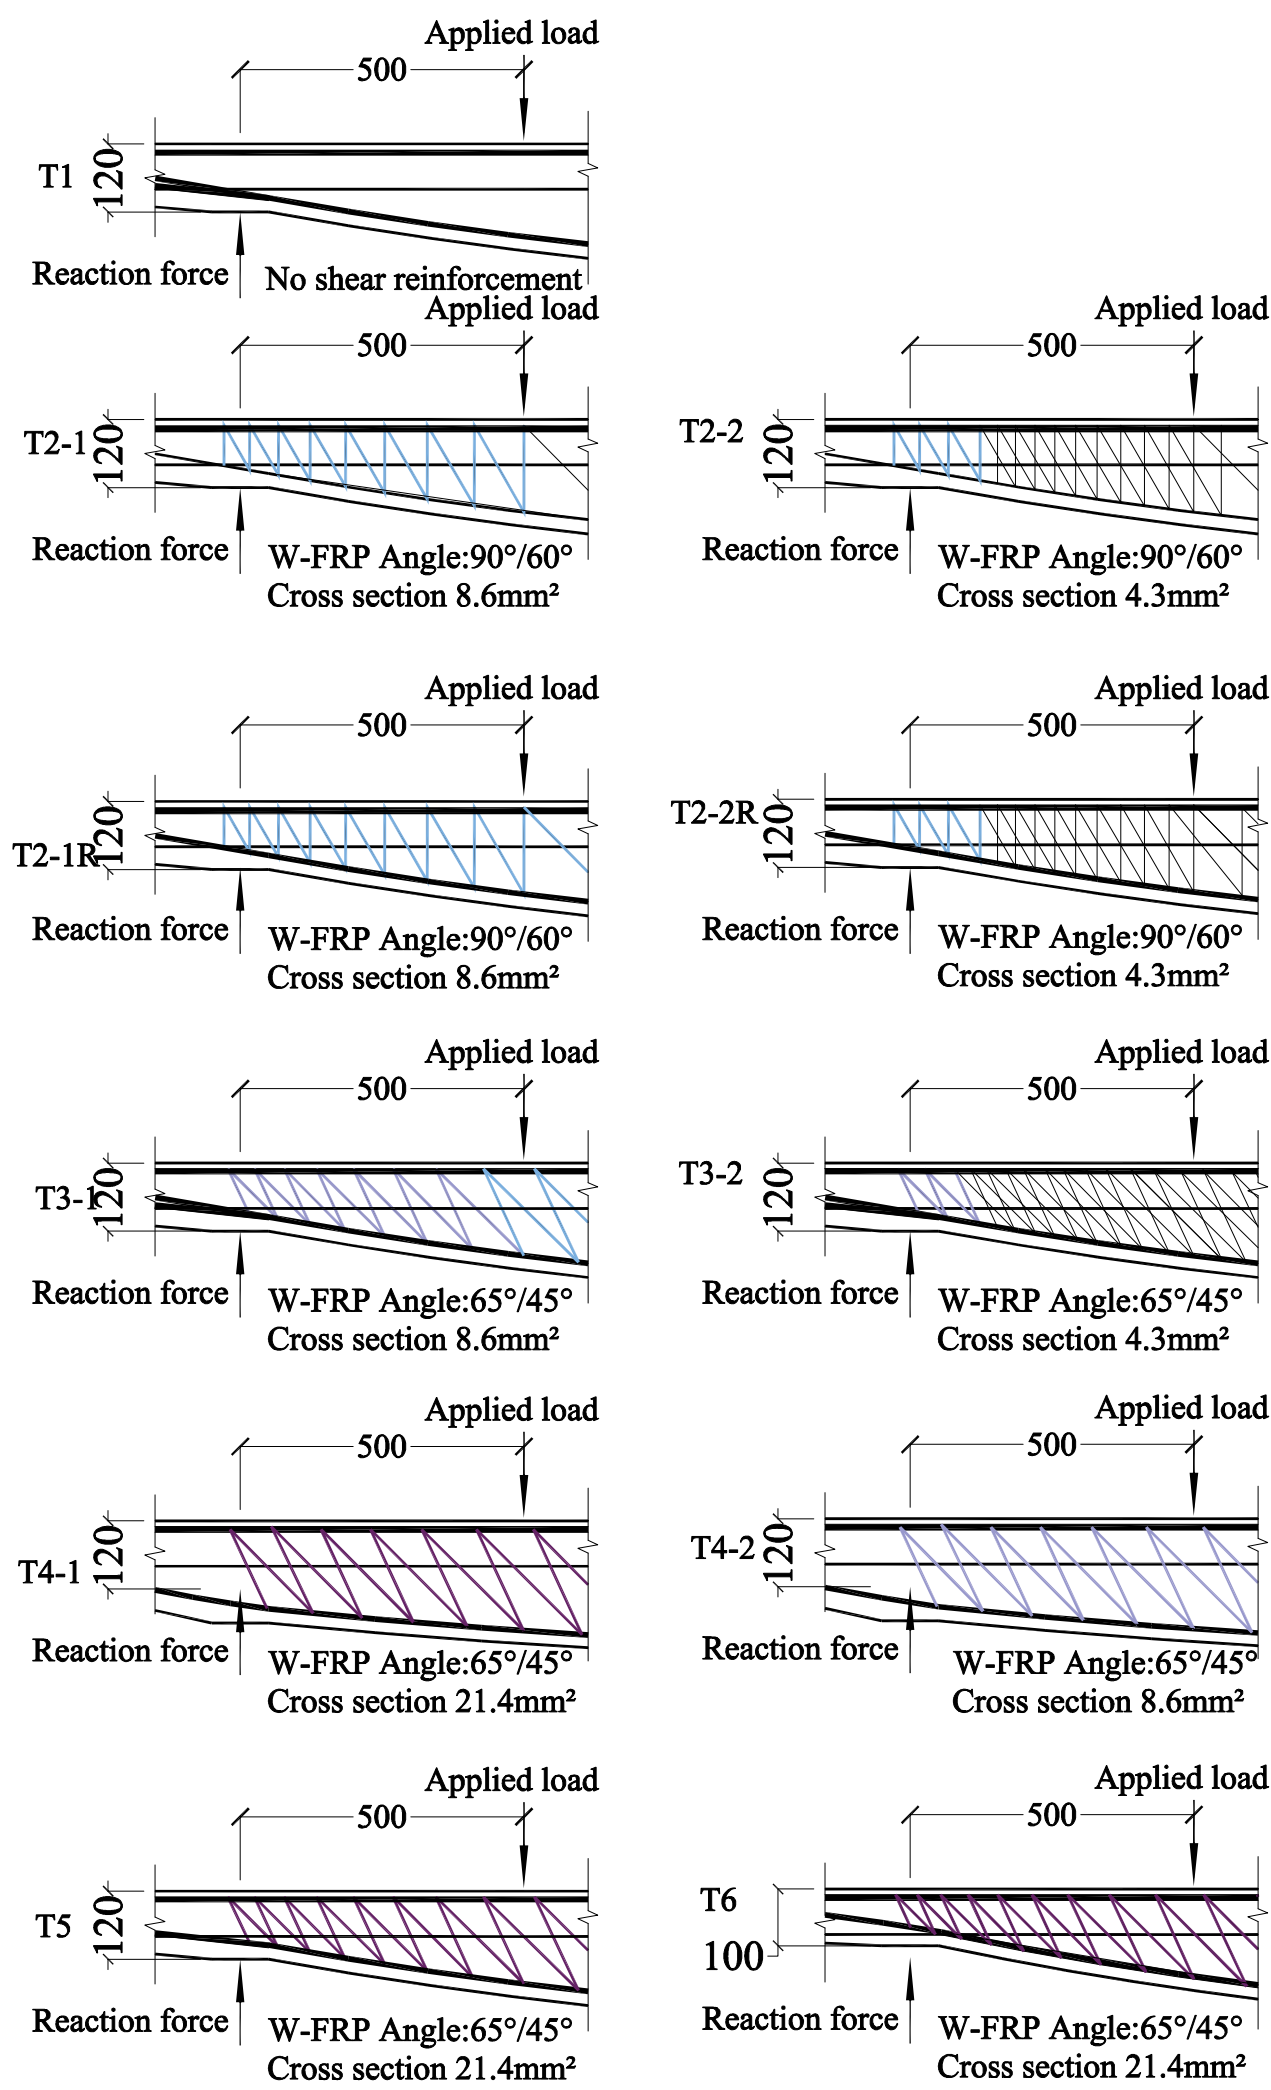 Applied load
500
T1
120
Reaction force
No shear reinforcement
Applied load
500
T2-1
120
Reaction force
W-FRP Angle:90°/60°
Cross section 8.6mm²
Applied load
500
T2-2
120
Reaction force
W-FRP Angle:90°/60°
Cross section 4.3mm²
Applied load
500
T2-1R
120
Reaction force
W-FRP Angle:90°/60°
Cross section 8.6mm²
Applied load
500
T2-2R
120
Reaction force
W-FRP Angle:90°/60°
Cross section 4.3mm²
Applied load
500
T3-1
120
Reaction force
W-FRP Angle:65°/45°
Cross section 8.6mm²
Applied load
500
T3-2
120
Reaction force
W-FRP Angle:65°/45°
Cross section 4.3mm²
Applied load
500
T4-1
120
Reaction force
W-FRP Angle:65°/45°
Cross section 21.4mm²
Applied load
500
T4-2
120
Reaction force
W-FRP Angle:65°/45°
Cross section 8.6mm²
Applied load
500
T5
120
Reaction force
W-FRP Angle:65°/45°
Cross section 21.4mm²
Applied load
500
T6
100
Reaction force
W-FRP Angle:65°/45°
Cross section 21.4mm²